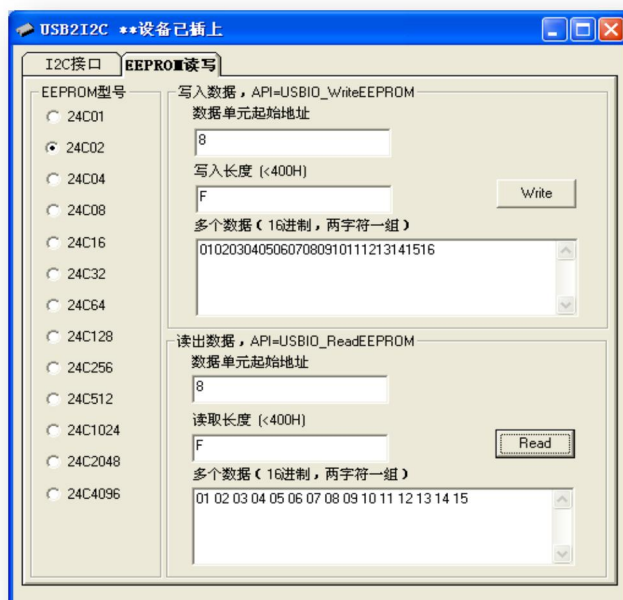 USB2I2C **设备已插上
I2C接口 EEPROM读写
EEPROM型号
24C01
24C02
24C04
24C08
24C16
24C32
24C64
24C128
24C256
24C512
24C1024
24C2048
24C4096
写入数据，API=USBIO_WriteEEPROM
数据单元起始地址
8
写入长度 (<400H)
F
Write
多个数据（16进制，两字符一组）
01020304050607080910111213141516
读出数据，API=USBIO_ReadEEPROM
数据单元起始地址
8
读取长度 (<400H)
F
Read
多个数据（16进制，两字符一组）
01 02 03 04 05 06 07 08 09 10 11 12 13 14 15